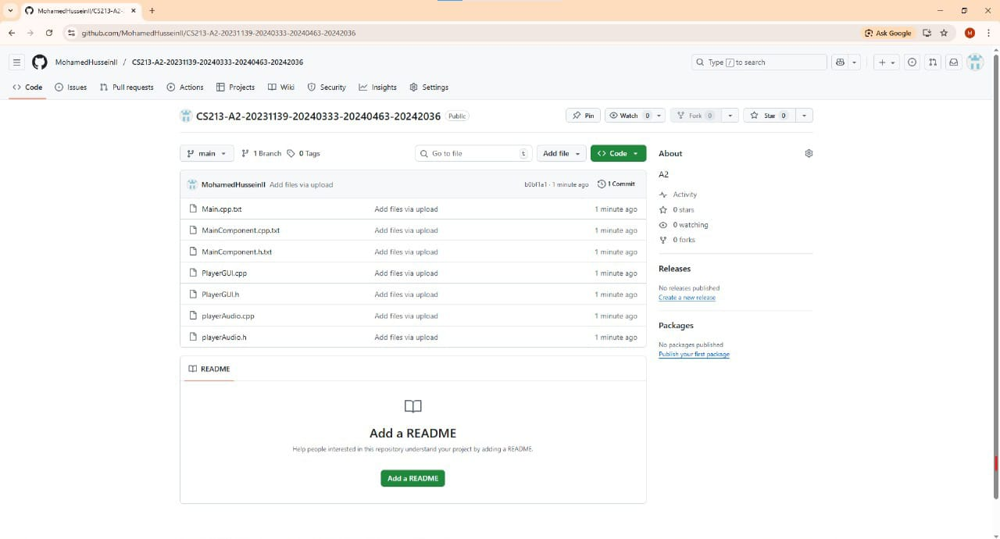 MohamedHusseinII/CS213-A2-
github.com/MohamedHusseinII/CS213-A2-20231139-20240333-20240463-20242036
Ask Google
M
MohamedHusseinII / CS213-A2-20231139-20240333-20240463-20242036
Type / to search
Code Issues Pull requests Actions Projects Wiki Security Insights Settings
CS213-A2-20231139-20240333-20240463-20242036 Public
Pin Watch 0 Fork 0 Star 0
main 1 Branch 0 Tags Go to file t Add file Code
About
A2
Activity
0 stars
0 watching
0 forks
Releases
No releases published
Create a new release
Packages
No packages published
Publish your first package
MohamedHusseinII Add files via upload b0bf1a1 · 1 minute ago 1 Commit
Main.cpp.txt Add files via upload 1 minute ago
MainComponent.cpp.txt Add files via upload 1 minute ago
MainComponent.h.txt Add files via upload 1 minute ago
PlayerGUI.cpp Add files via upload 1 minute ago
PlayerGUI.h Add files via upload 1 minute ago
playerAudio.cpp Add files via upload 1 minute ago
playerAudio.h Add files via upload 1 minute ago
README
Add a README
Help people interested in this repository understand your project by adding a README.
Add a README